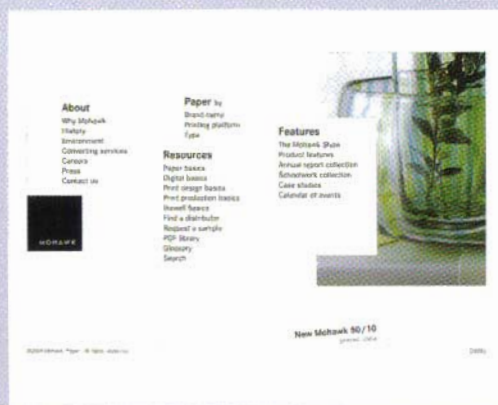 About
Why Mohawk
History
Environment
Converting services
Careers
Press
Contact us
MOHAWK
Paper by
Brand name
Printing platform
Type
Resources
Paper basics
Digital basics
Print design basics
Print production basics
Inxwell basics
Find a distributor
Request a sample
PDF library
Glossary
Search
Features
The Mohawk Show
Product features
Annual report collection
Schoolwork collection
Case studies
Calendar of events
New Mohawk 50/10